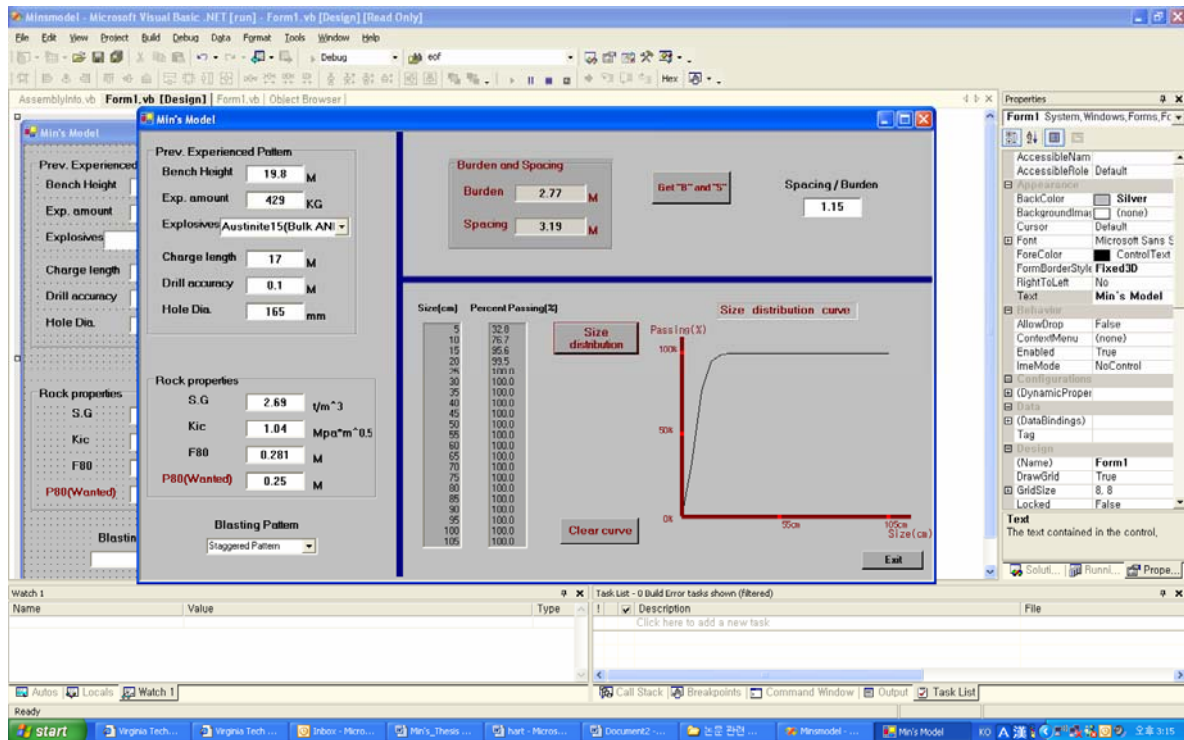 Minsmodel - Microsoft Visual Basic .NET [run] - Form1.vb [Design] [Read Only]
File Edit View Project Build Debug Data Format Tools Window Help
Debug eof
Hex
AssemblyInfo.vb Form1.vb [Design] Form1.vb Object Browser
Min's Model
Prev. Experienced
Bench Height
Exp. amount
Explosives
Charge length
Drill accuracy
Hole Dia.
Rock properties
S.G
Kic
F80
P80(Wanted)
Blastin
Min's Model
Prev. Experienced Pattern
Bench Height 19.8 M
Exp. amount 429 KG
Explosives Austinite15(Bulk ANI
Charge length 17 M
Drill accuracy 0.1 M
Hole Dia. 165 mm
Rock properties
S.G 2.69 t/m^3
Kic 1.04 Mpa*m^0.5
F80 0.281 M
P80(Wanted) 0.25 M
Blasting Pattern
Staggered Pattern
Burden and Spacing
Burden 2.77 M
Spacing 3.19 M
Get "B" and "S"
Spacing / Burden
1.15
Size(cm) Percent Passing(%)
5 32.8
10 76.7
15 95.6
20 99.5
25 100.0
30 100.0
35 100.0
40 100.0
45 100.0
50 100.0
55 100.0
60 100.0
65 100.0
70 100.0
75 100.0
80 100.0
85 100.0
90 100.0
95 100.0
100 100.0
105 100.0
Size distribution
Clear curve
Size distribution curve
Passing(%)
100%
50%
0%
55cm
105cm
Size(cm)
Exit
Properties
Form1 System.Windows.Forms.Fc
AccessibleNam
AccessibleRole Default
Appearance
BackColor Silver
BackgroundImag (none)
Cursor Default
Font Microsoft Sans S
ForeColor ControlText
FormBorderStyle Fixed3D
RightToLeft No
Text Min's Model
Behavior
AllowDrop False
ContextMenu (none)
Enabled True
ImeMode NoControl
Configurations
(DynamicProper
Data
(DataBindings)
Tag
Design
(Name) Form1
DrawGrid True
GridSize 8, 8
Locked False
Text
The text contained in the control.
Soluti... Runni... Prope...
Watch 1
Name Value Type
Autos Locals Watch 1
Task List - 0 Build Error tasks shown (filtered)
! Description File
Click here to add a new task
Call Stack Breakpoints Command Window Output Task List
Ready
start Virginia Tech... Virginia Tech ... Inbox - Micro... Min's_Thesis ... hart - Micros... Document2 -... 논문 관련 ... Minsmodel - ... Min's Model KO A 漢 오후 3:15